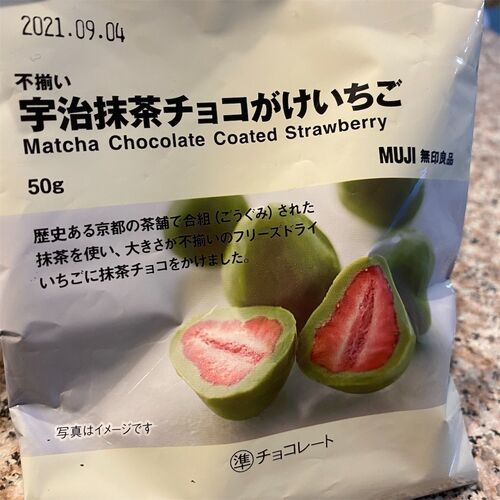 2021.09.04
不揃い
宇治抹茶チョコがけいちご
Matcha Chocolate Coated Strawberry
MUJI 無印良品
50g
歴史ある京都の茶舗で合組(こうぐみ)された
抹茶を使い、大きさが不揃いのフリーズドライ
いちごに抹茶チョコをかけました。
写真はイメージです
準 チョコレート